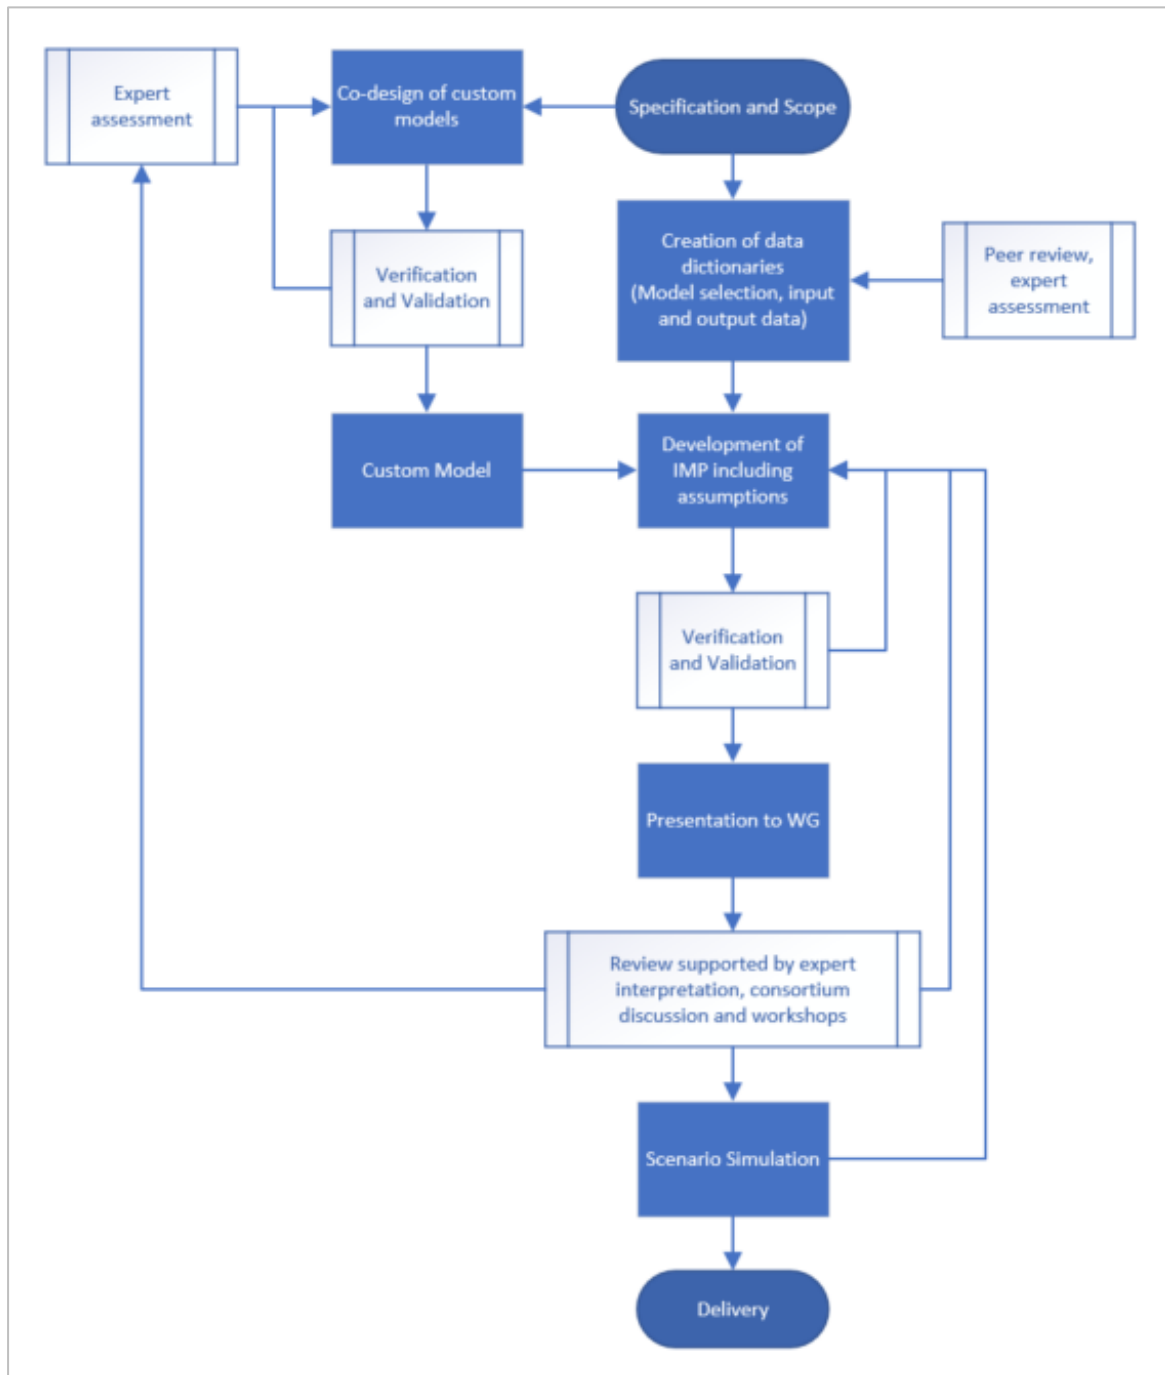 Expert
assessment
Co-design of custom
models
Specification and Scope
Creation of data
dictionaries
(Model selection, input
and output data)
Peer review,
expert
assessment
Verification
and Validation
Custom Model
Development of
IMP including
assumptions
Verification
and Validation
Presentation to WG
Review supported by expert
interpretation, consortium
discussion and workshops
Scenario Simulation
Delivery